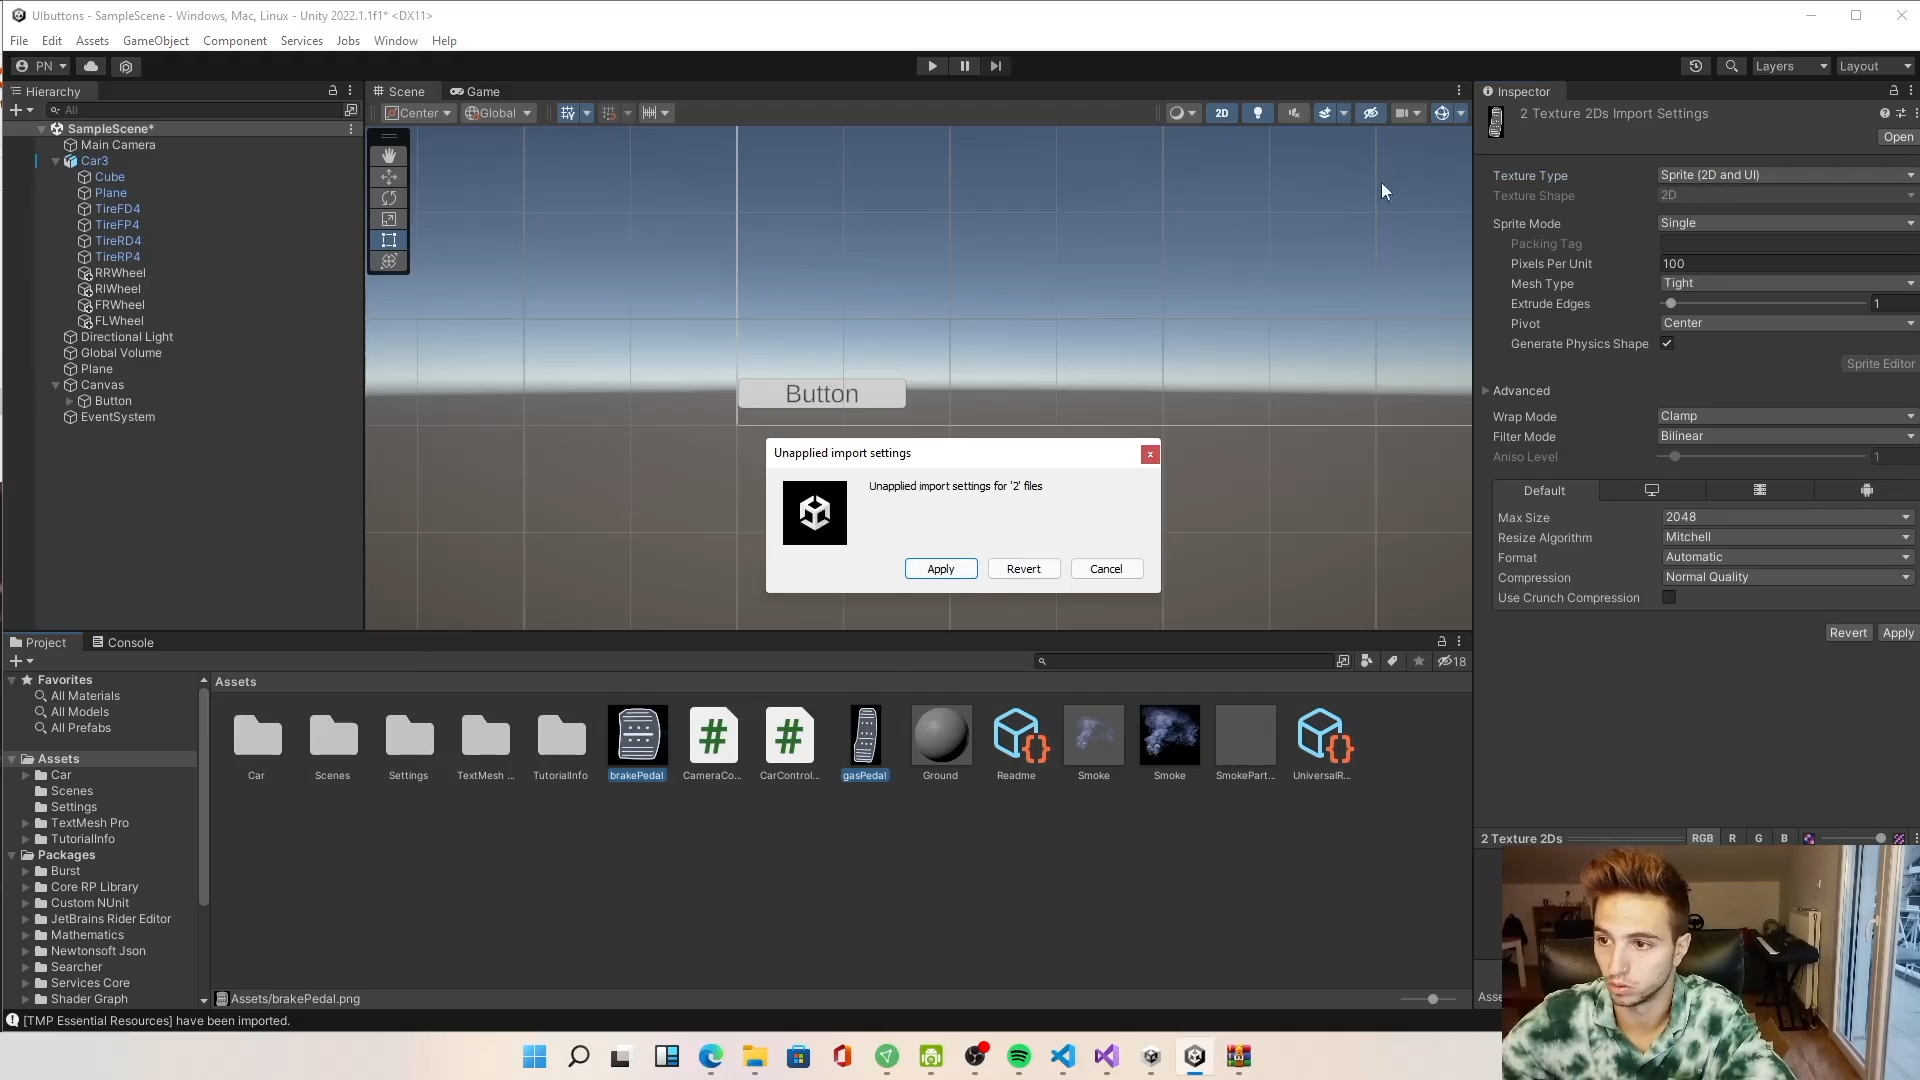 UIbuttons - SampleScene - Windows, Mac, Linux - Unity 2022.1.1f1* <DX11>
File Edit Assets GameObject Component Services Jobs Window Help
PN
Layers
Layout
Hierarchy
All
SampleScene*
Main Camera
Car3
Cube
Plane
TireFD4
TireFP4
TireRD4
TireRP4
RRWheel
RlWheel
FRWheel
FLWheel
Directional Light
Global Volume
Plane
Canvas
Button
EventSystem
Scene
Game
Center
Global
2D
Button
Unapplied import settings
x
Unapplied import settings for '2' files
Apply
Revert
Cancel
Inspector
2 Texture 2Ds Import Settings
Open
Texture Type Sprite (2D and UI)
Texture Shape 2D
Sprite Mode Single
Packing Tag
Pixels Per Unit 100
Mesh Type Tight
Extrude Edges 1
Pivot Center
Generate Physics Shape
Sprite Editor
Advanced
Wrap Mode Clamp
Filter Mode Bilinear
Aniso Level 1
Default
Max Size 2048
Resize Algorithm Mitchell
Format Automatic
Compression Normal Quality
Use Crunch Compression
Revert Apply
2 Texture 2Ds
RGB R G B
Asse
Project
Console
18
Favorites
All Materials
All Models
All Prefabs
Assets
Car
Scenes
Settings
TextMesh Pro
TutorialInfo
Packages
Burst
Core RP Library
Custom NUnit
JetBrains Rider Editor
Mathematics
Newtonsoft Json
Searcher
Services Core
Shader Graph
Assets
Car
Scenes
Settings
TextMesh ...
TutorialInfo
brakePedal
CameraCo...
CarControl...
gasPedal
Ground
Readme
Smoke
Smoke
SmokePart...
UniversalR...
Assets/brakePedal.png
[TMP Essential Resources] have been imported.